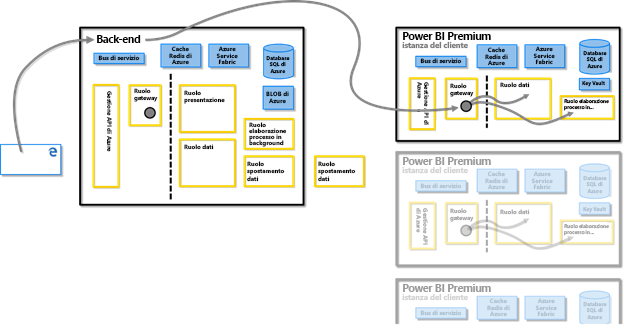 Back-end
Bus di servizio
Cache
Redis di
Azure
Azure
Service
Fabric
Database
SQL di
Azure
BLOB di
Azure
Gestione API di Azure
Ruolo
gateway
Ruolo
presentazione
Ruolo dati
Ruolo
elaborazione
processo in
background
Ruolo
spostamento
dati
Ruolo
spostamento
dati
e
Power BI Premium
istanza del cliente
Bus di servizio
Cache
Redis di
Azure
Azure
Service
Fabric
Database
SQL di
Azure
Key Vault
Gestione API di
Azure
Ruolo
gateway
Ruolo dati
Ruolo elaborazione
processo in...
Power BI Premium
istanza del cliente
Bus di servizio
Cache
Redis di
Azure
Azure
Service
Fabric
Database
SQL di
Azure
Key Vault
Gestione API
di Azure
Ruolo
gateway
Ruolo dati
Ruolo elaborazione
processo in...
Power BI Premium
istanza del cliente
Bus di servizio
Cache
Redis di
Azure
Azure
Service
Fabric
Database
SQL di
Azure